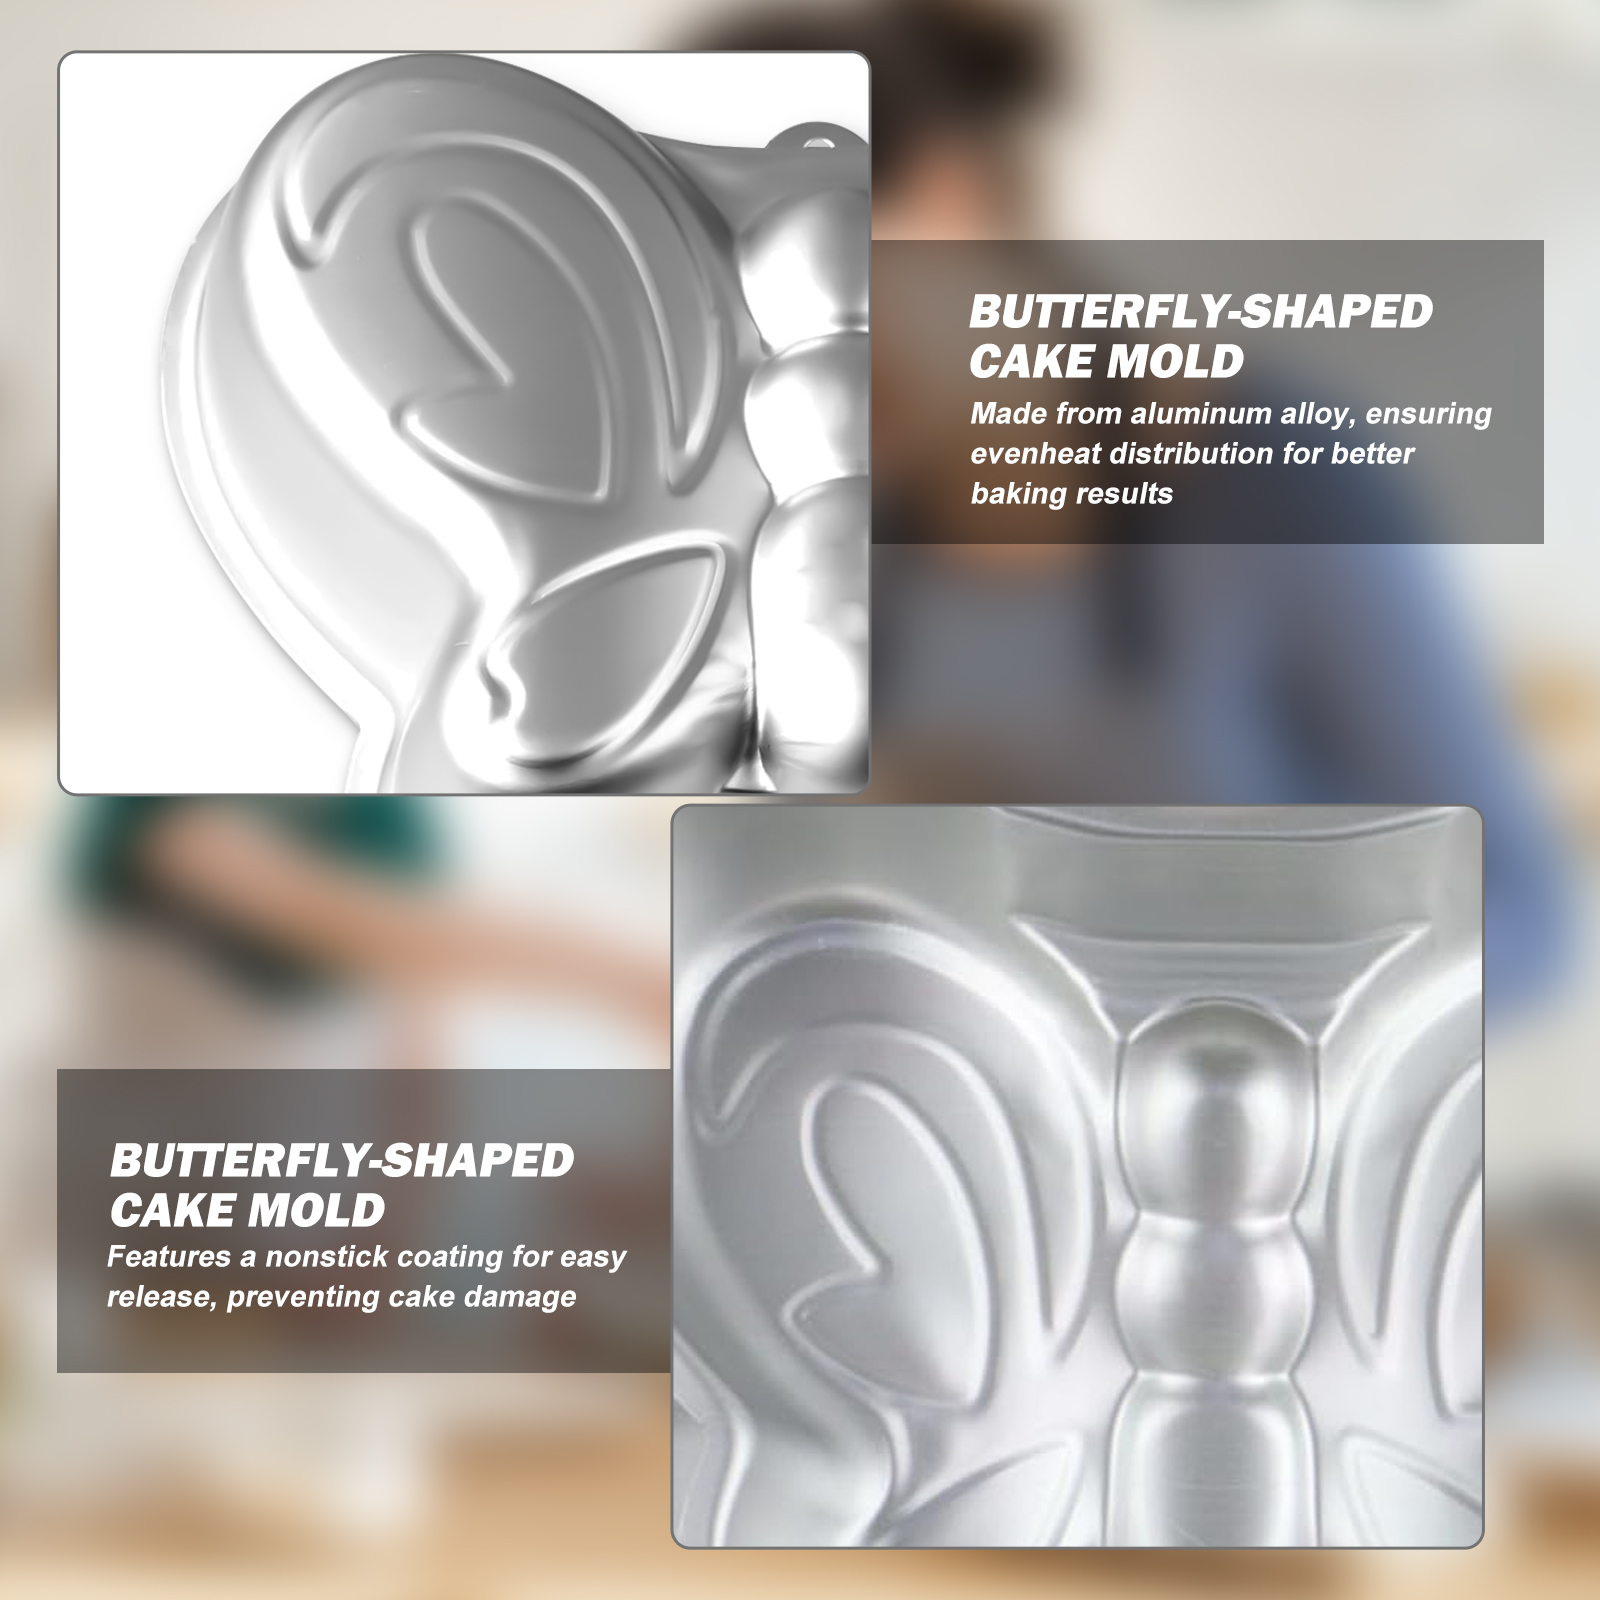 BUTTERFLY-SHAPED
CAKE MOLD
Made from aluminum alloy, ensuring
evenheat distribution for better
baking results
BUTTERFLY-SHAPED
CAKE MOLD
Features a nonstick coating for easy
release, preventing cake damage